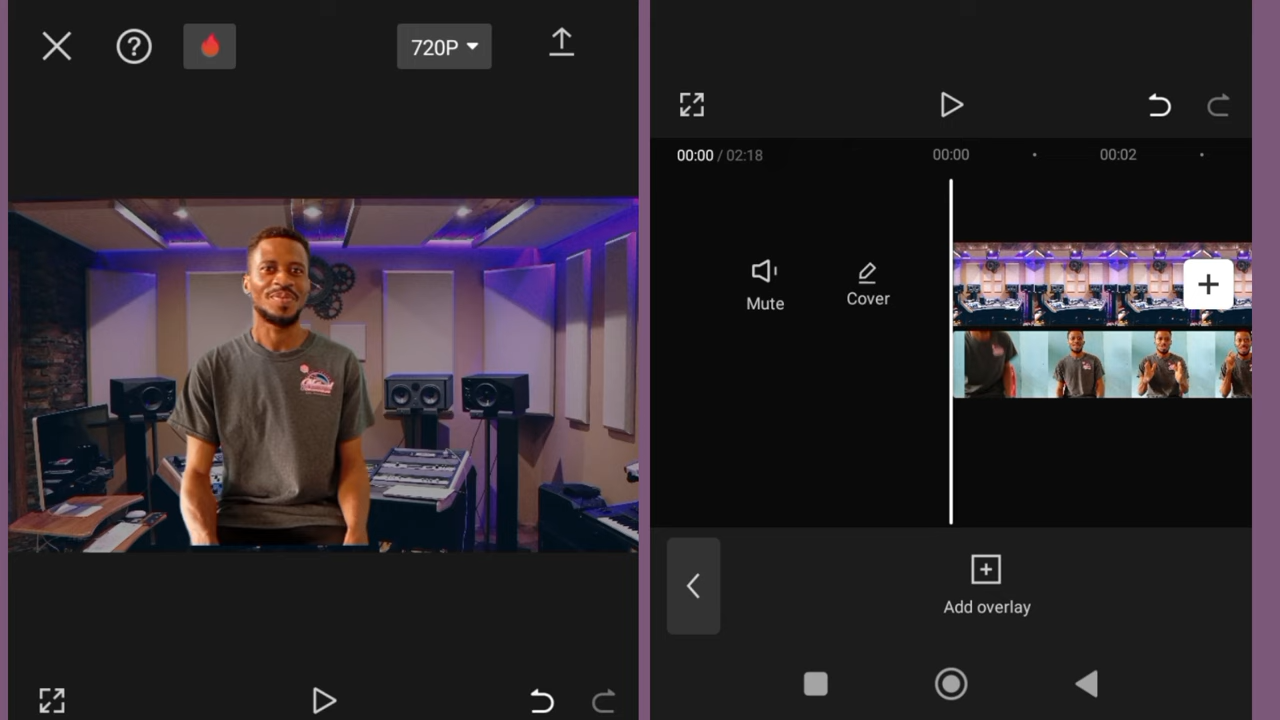 720P
00:00 / 02:18
00:00
00:02
Mute
Cover
Add overlay